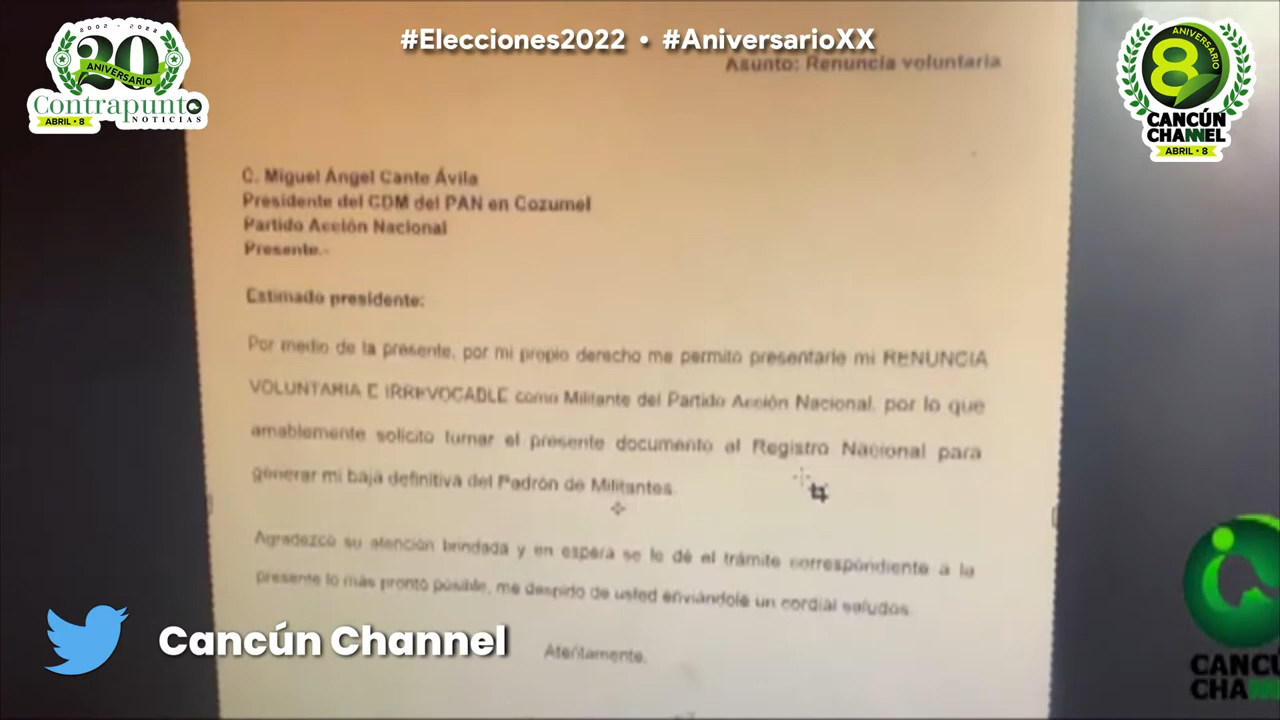 #Elecciones2022 • #AniversarioXX
2002 - 2022
20
ANIVERSARIO
Contrapunto
NOTICIAS
ABRIL • 8
ANIVERSARIO
8
CANCÚN
CHANNEL
ABRIL • 8
Asunto: Renuncia voluntaria
C. Miguel Ángel Cante Ávila
Presidente del CDM del PAN en Cozumel
Partido Acción Nacional
Presente.-
Estimado presidente:
Por medio de la presente, por mi propio derecho me permito presentarle mi RENUNCIA
VOLUNTARIA E IRREVOCABLE como Militante del Partido Acción Nacional, por lo que
amablemente solicito turnar el presente documento al Registro Nacional para
generar mi baja definitiva del Padrón de Militantes.
Agradezco su atención brindada y en espera se le dé el trámite correspondiente a la
presente lo más pronto posible, me despido de usted enviándole un cordial saludos.
Atentamente.
Cancún Channel
CANCÚ
CHANN